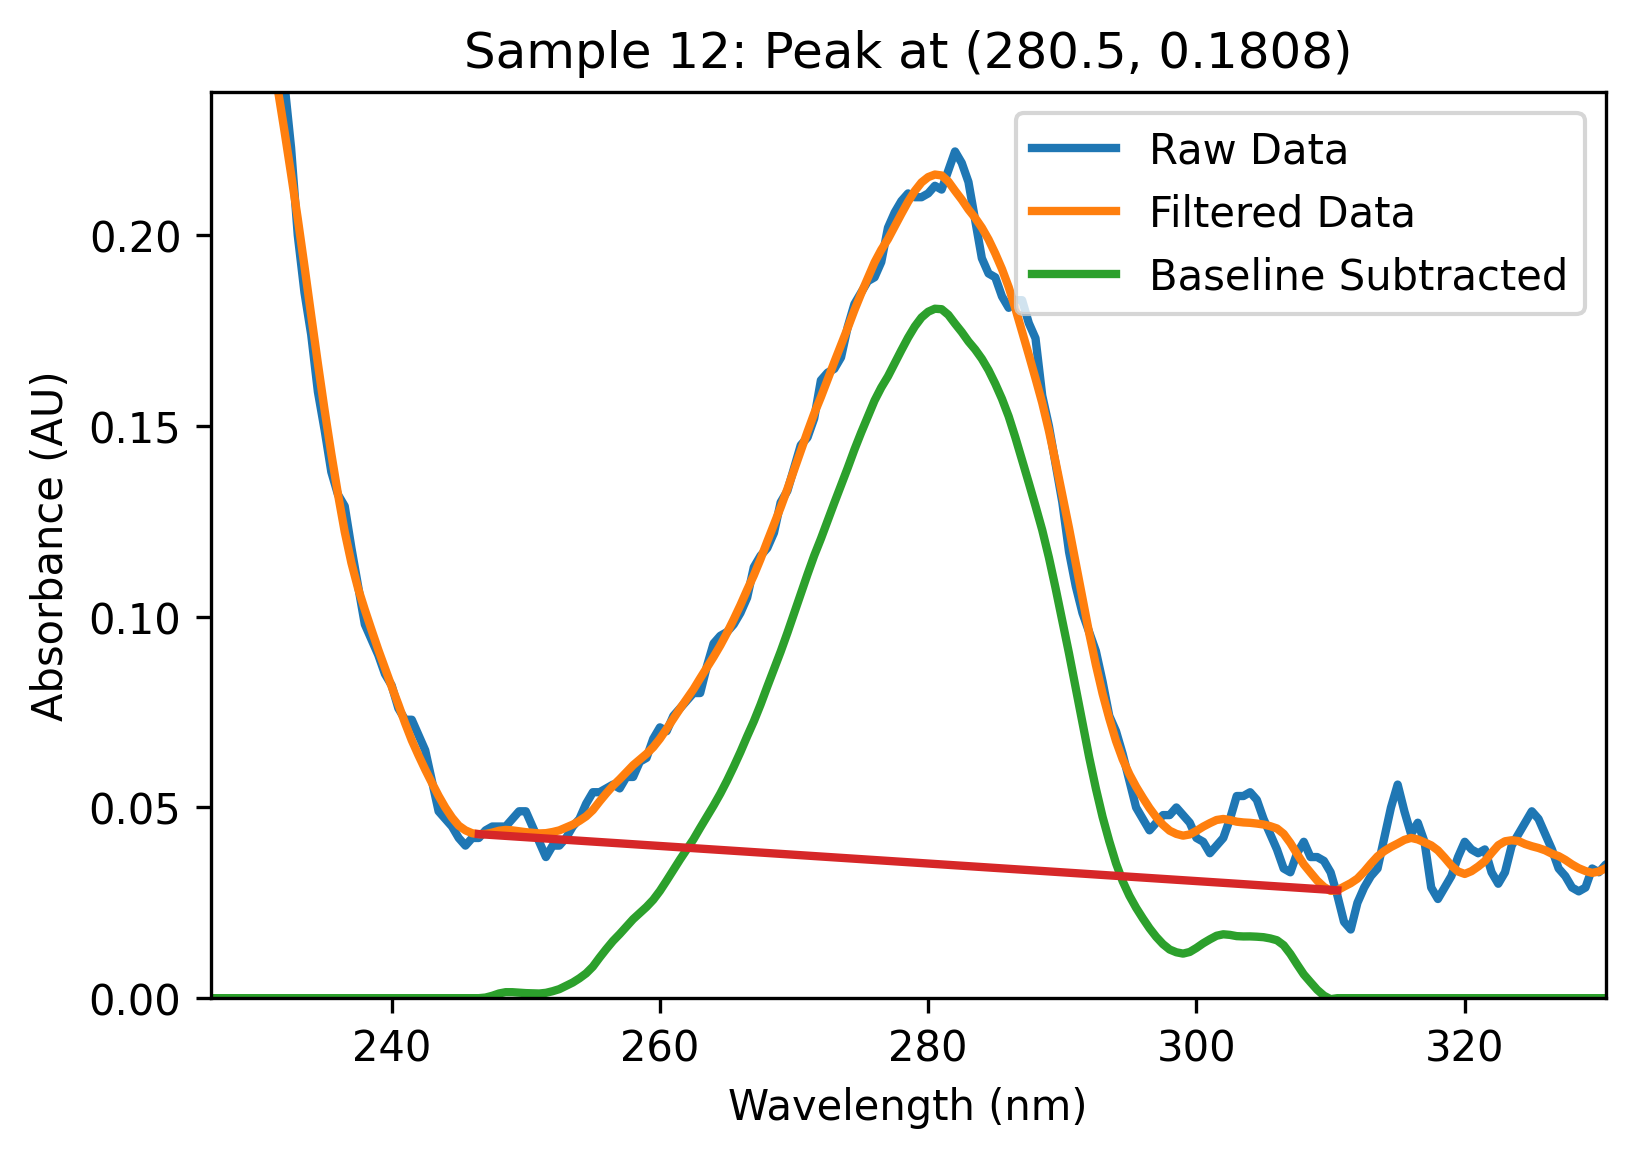 Sample 12: Peak at (280.5, 0.1808)
Raw Data
Filtered Data
Baseline Subtracted
Absorbance (AU)
0.20
0.15
0.10
0.05
0.00
240 260 280 300 320
Wavelength (nm)